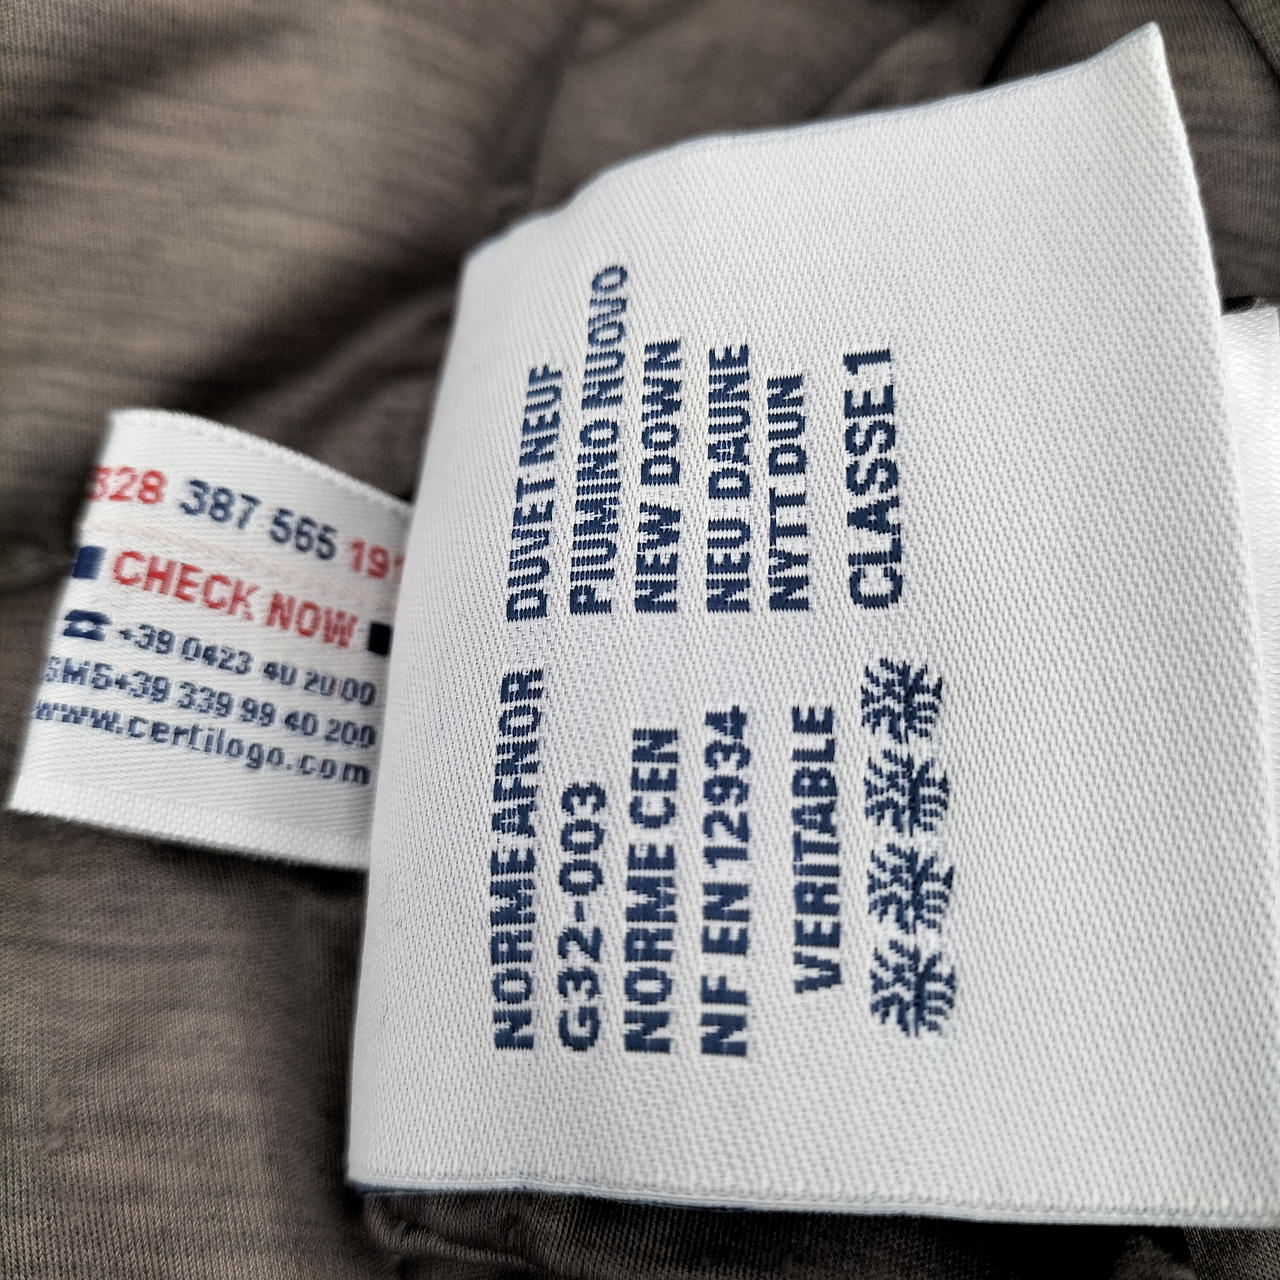 328 387 565 19
CHECK NOW
+39 0423 40 20 00
SMS+39 339 99 40 200
www.certilogo.com
NORME AFNOR
G32-003
NORME CEN
NF EN 12934
VERITABLE
DUVET NEUF
PIUMINO NUOVO
NEW DOWN
NEU DAUNE
NYTT DUN
CLASSE 1